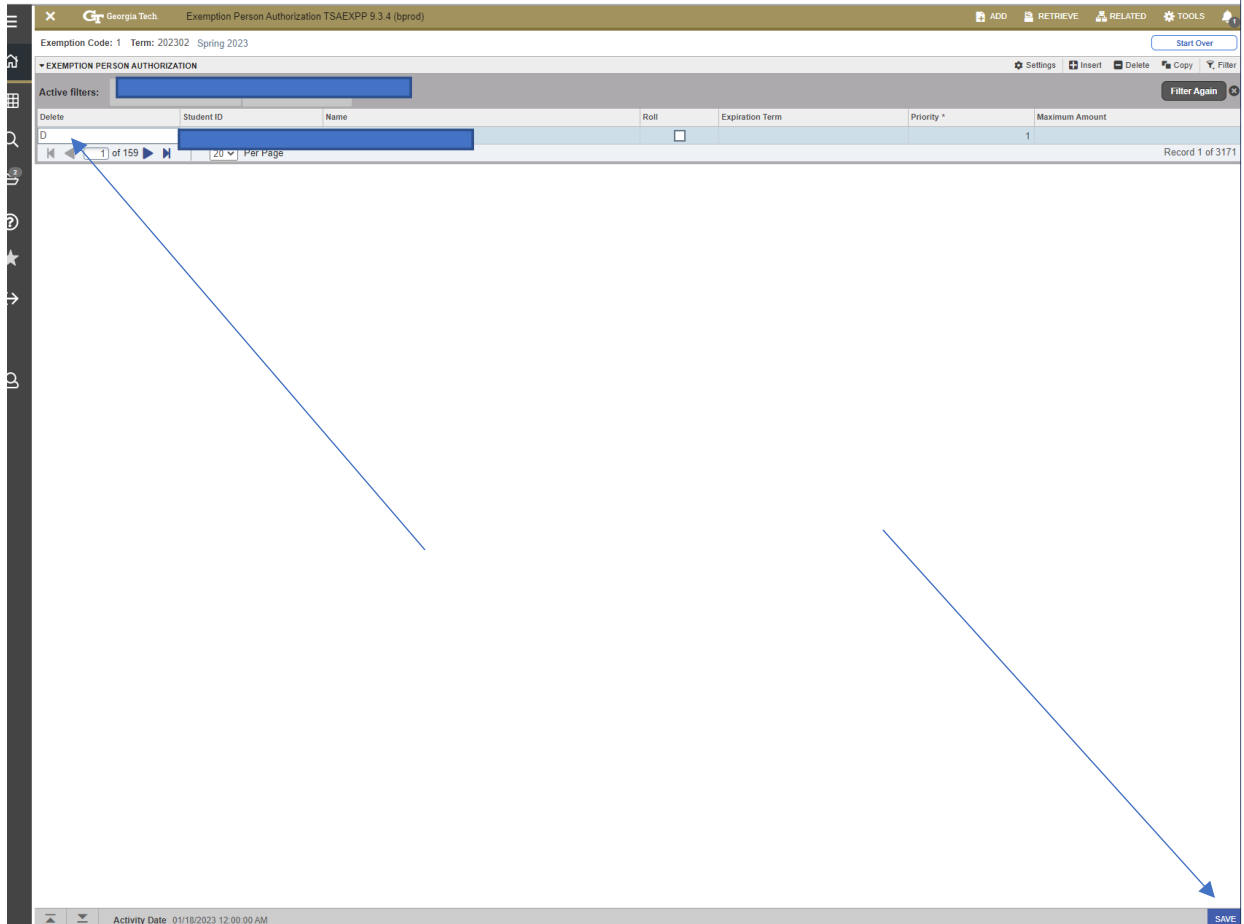 GT Georgia Tech. Exemption Person Authorization TSAEXPP 9.3.4 (bprod) ADD RETRIEVE RELATED TOOLS 1
Exemption Code: 1 Term: 202302 Spring 2023 Start Over
EXEMPTION PERSON AUTHORIZATION Settings Insert Delete Copy Filter
Active filters: Filter Again
Delete Student ID Name Roll Expiration Term Priority * Maximum Amount
D 1
1 of 159 20 Per Page Record 1 of 3171
2
Activity Date 01/18/2023 12:00:00 AM SAVE